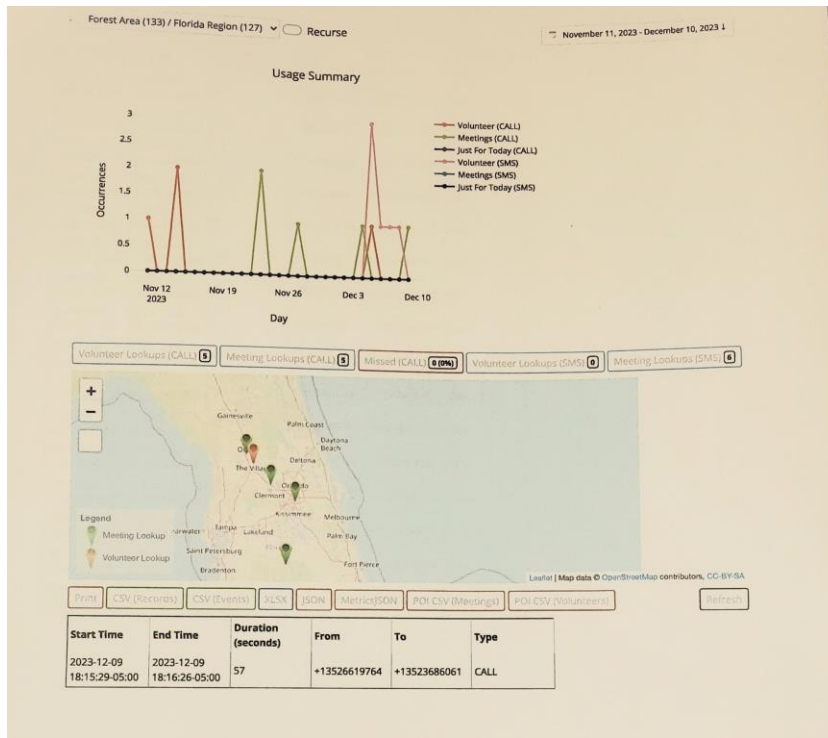 Forest Area (133) / Florida Region (127)
Recurse
November 11, 2023 - December 10, 2023
Usage Summary
3
2.5
2
1.5
1
0.5
0
Occurrences
Nov 12
2023
Nov 19
Nov 26
Dec 3
Dec 10
Day
Volunteer (CALL)
Meetings (CALL)
Just For Today (CALL)
Volunteer (SMS)
Meetings (SMS)
Just For Today (SMS)
Volunteer Lookups (CALL) 5
Meeting Lookups (CALL) 5
Missed (CALL) 0 (0%)
Volunteer Lookups (SMS) 0
Meeting Lookups (SMS) 6
+
−
Gainesville
Palm Coast
Daytona
Beach
Deltona
The Villag
Clermont
Kissimmee
Melbourne
Tampa
Lakeland
Palm Bay
Saint Petersburg
Fort Pierce
Bradenton
Legend
Meeting Lookup
Volunteer Lookup
Leaflet | Map data © OpenStreetMap contributors, CC-BY-SA
Print
CSV (Records)
CSV (Events)
XLSX
JSON
MetricsJSON
POI CSV (Meetings)
POI CSV (Volunteers)
Refresh
Start Time End Time Duration (seconds) From To Type
2023-12-09 18:15:29-05:00 2023-12-09 18:16:26-05:00 57 +13526619764 +13523686061 CALL